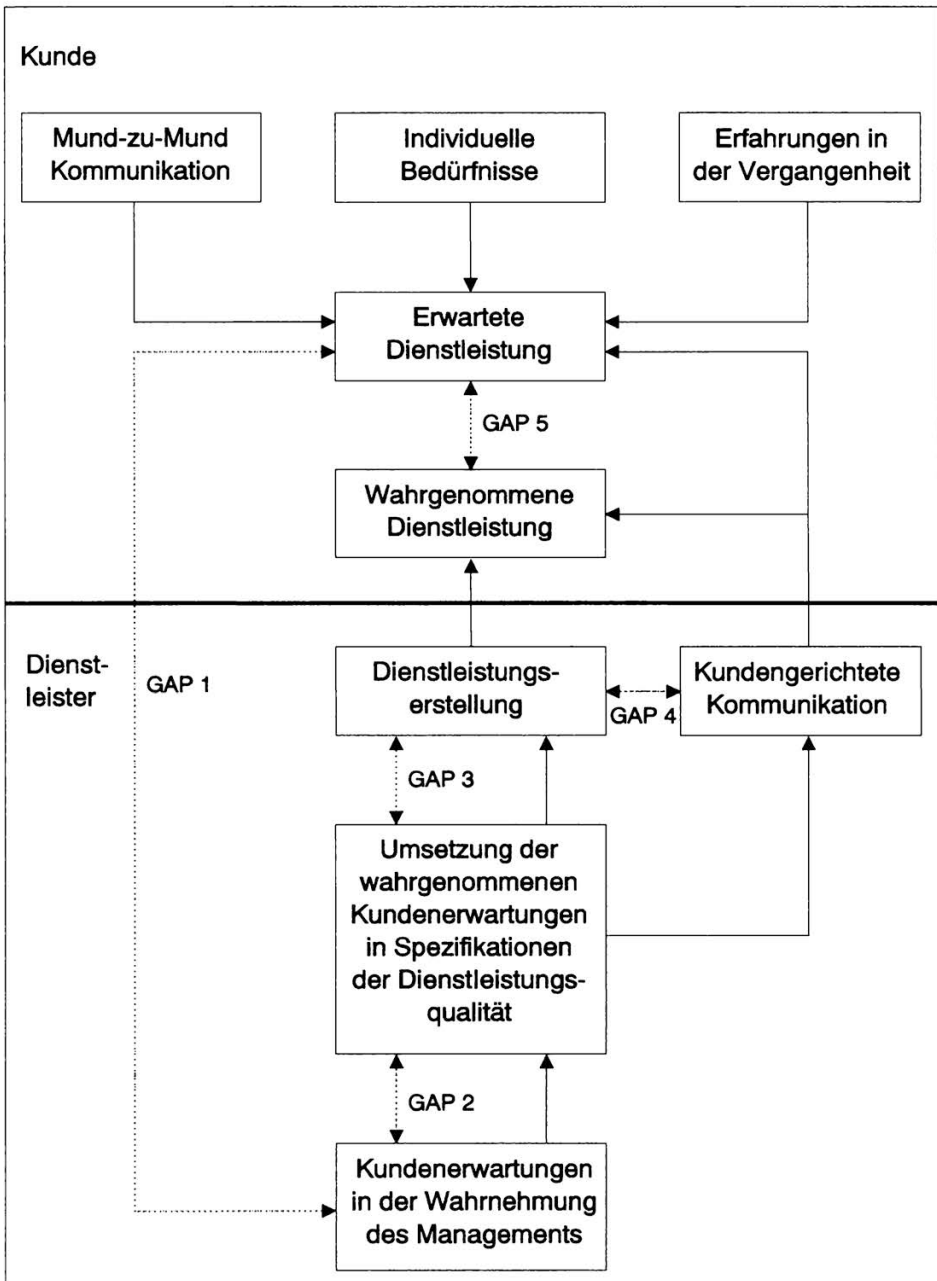 Kunde
Mund-zu-Mund
Kommunikation
Individuelle
Bedürfnisse
Erfahrungen in
der Vergangenheit
Erwartete
Dienstleistung
GAP 5
Wahrgenommene
Dienstleistung
Dienst-
leister
GAP 1
Dienstleistungs-
erstellung
GAP 4
Kundengerichtete
Kommunikation
GAP 3
Umsetzung der
wahrgenommenen
Kundenerwartungen
in Spezifikationen
der Dienstleistungs-
qualität
GAP 2
Kundenerwartungen
in der Wahrnehmung
des Managements